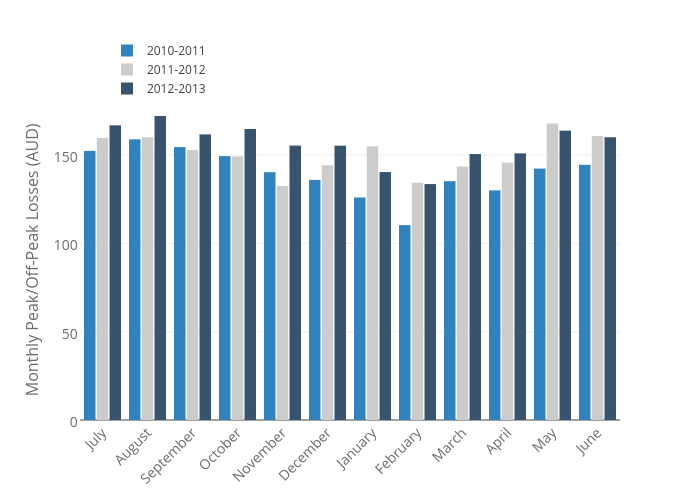 2010-2011
2011-2012
2012-2013
Monthly Peak/Off-Peak Losses (AUD)
150
100
50
0
July
August
September
October
November
December
January
February
March
April
May
June